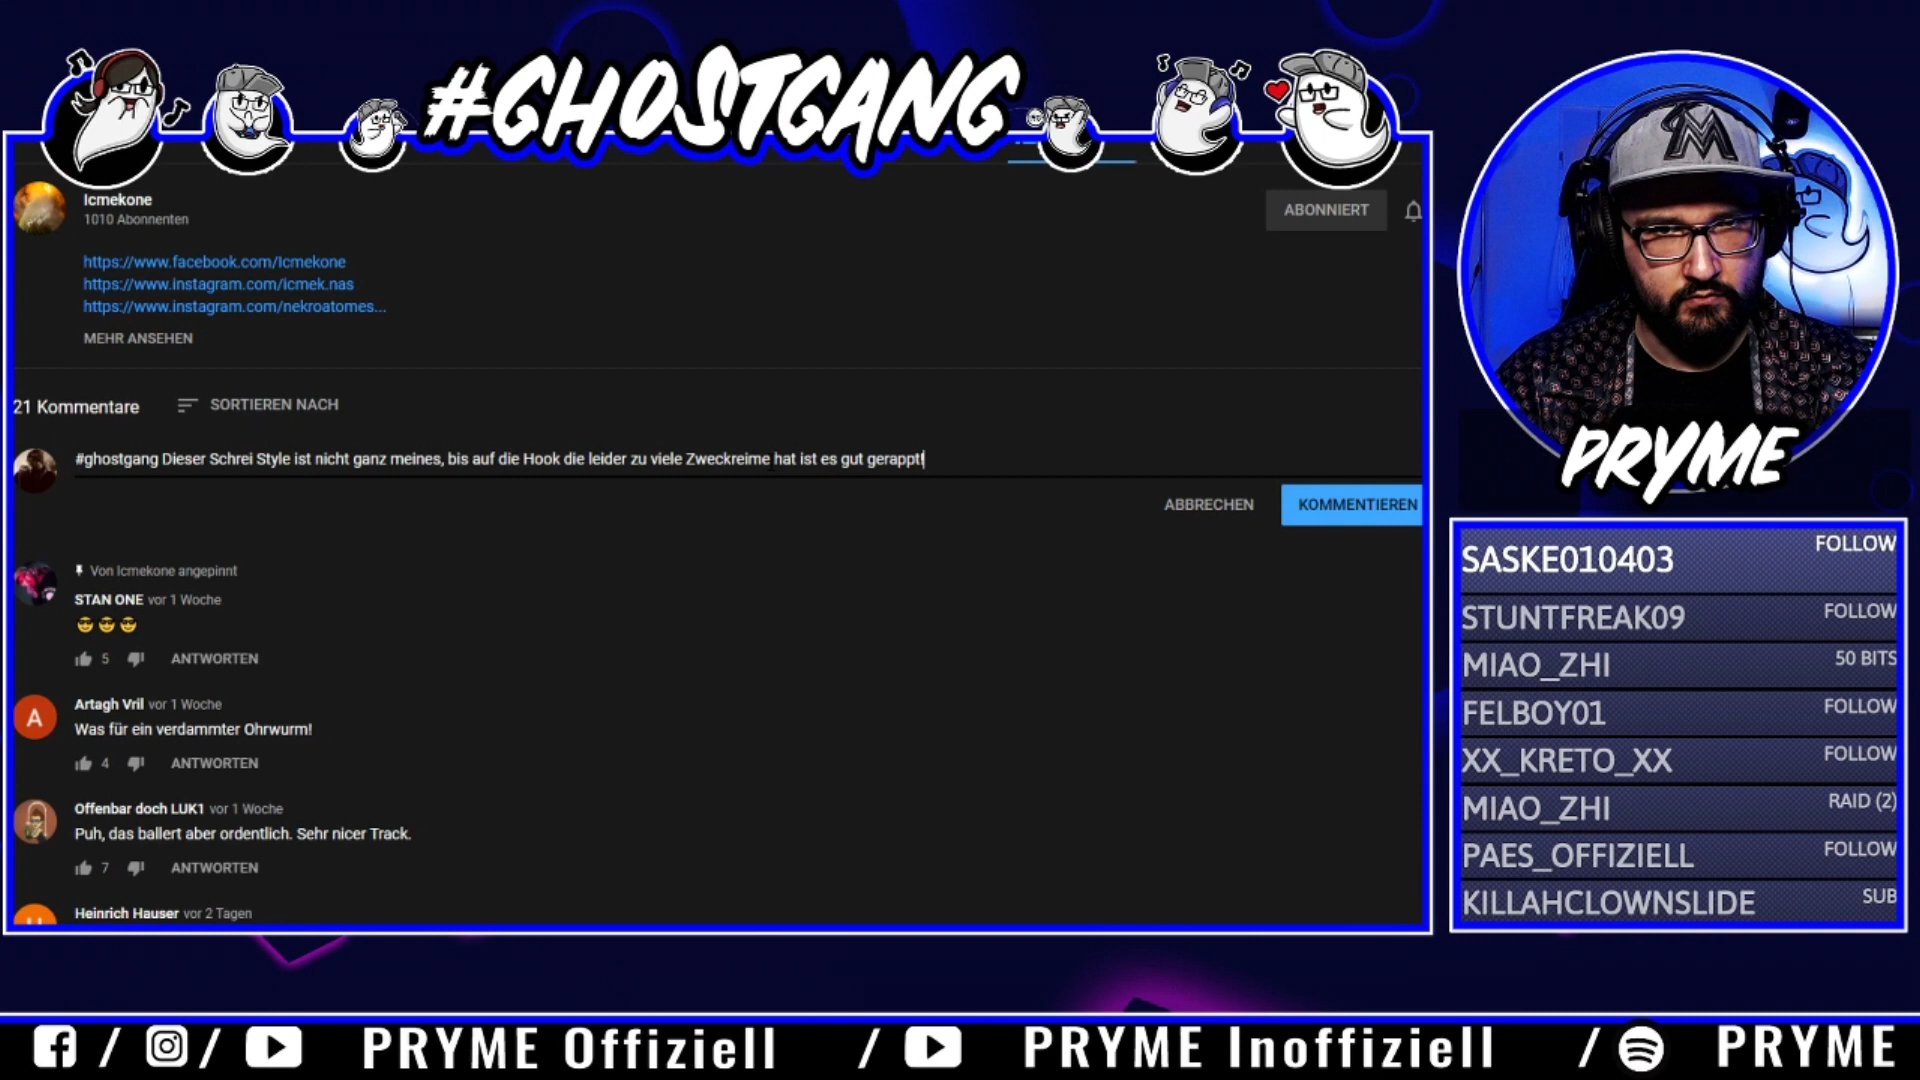 #GHOSTGANG
Icmekone
1010 Abonnenten
ABONNIERT
https://www.facebook.com/Icmekone
https://www.instagram.com/icmek.nas
https://www.instagram.com/nekroatomes...
MEHR ANSEHEN
21 Kommentare
SORTIEREN NACH
#ghostgang Dieser Schrei Style ist nicht ganz meines, bis auf die Hook die leider zu viele Zweckreime hat ist es gut gerappt!
ABBRECHEN
KOMMENTIEREN
Von Icmekone angepinnt
STAN ONE vor 1 Woche
😎😎😎
5
ANTWORTEN
Artagh Vril vor 1 Woche
A
Was für ein verdammter Ohrwurm!
4
ANTWORTEN
Offenbar doch LUK1 vor 1 Woche
Puh, das ballert aber ordentlich. Sehr nicer Track.
7
ANTWORTEN
Heinrich Hauser vor 2 Tagen
PRYME
SASKE010403 FOLLOW
STUNTFREAK09 FOLLOW
MIAO_ZHI 50 BITS
FELBOY01 FOLLOW
XX_KRETO_XX FOLLOW
MIAO_ZHI RAID (2)
PAES_OFFIZIELL FOLLOW
KILLAHCLOWNSLIDE SUB
/ / PRYME Offiziell / PRYME Inoffiziell / PRYME